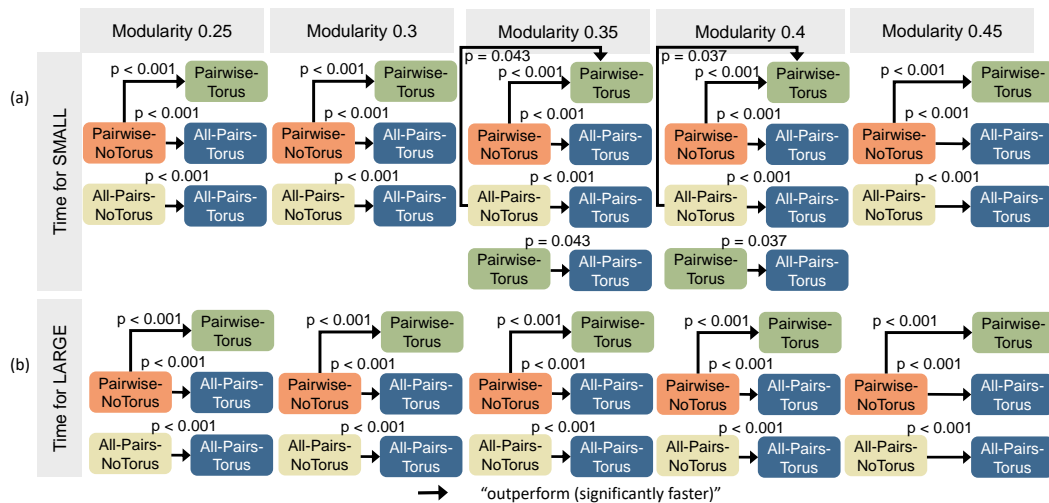 Modularity 0.25
Modularity 0.3
Modularity 0.35
Modularity 0.4
Modularity 0.45
(a)
Time for SMALL
p < 0.001
Pairwise-
Torus
p < 0.001
Pairwise-
NoTorus
All-Pairs-
Torus
p < 0.001
All-Pairs-
NoTorus
All-Pairs-
Torus
p < 0.001
Pairwise-
Torus
p < 0.001
Pairwise-
NoTorus
All-Pairs-
Torus
p < 0.001
All-Pairs-
NoTorus
All-Pairs-
Torus
p = 0.043
p < 0.001
Pairwise-
Torus
p < 0.001
Pairwise-
NoTorus
All-Pairs-
Torus
p < 0.001
All-Pairs-
NoTorus
All-Pairs-
Torus
p = 0.043
Pairwise-
Torus
All-Pairs-
Torus
p = 0.037
p < 0.001
Pairwise-
Torus
p < 0.001
Pairwise-
NoTorus
All-Pairs-
Torus
p < 0.001
All-Pairs-
NoTorus
All-Pairs-
Torus
p = 0.037
Pairwise-
Torus
All-Pairs-
Torus
p < 0.001
Pairwise-
Torus
p < 0.001
Pairwise-
NoTorus
All-Pairs-
Torus
p < 0.001
All-Pairs-
NoTorus
All-Pairs-
Torus
(b)
Time for LARGE
p < 0.001
Pairwise-
Torus
p < 0.001
Pairwise-
NoTorus
All-Pairs-
Torus
p < 0.001
All-Pairs-
NoTorus
All-Pairs-
Torus
p < 0.001
Pairwise-
Torus
p < 0.001
Pairwise-
NoTorus
All-Pairs-
Torus
p < 0.001
All-Pairs-
NoTorus
All-Pairs-
Torus
p < 0.001
Pairwise-
Torus
p < 0.001
Pairwise-
NoTorus
All-Pairs-
Torus
p < 0.001
All-Pairs-
NoTorus
All-Pairs-
Torus
p < 0.001
Pairwise-
Torus
p < 0.001
Pairwise-
NoTorus
All-Pairs-
Torus
p < 0.001
All-Pairs-
NoTorus
All-Pairs-
Torus
p < 0.001
Pairwise-
Torus
p < 0.001
Pairwise-
NoTorus
All-Pairs-
Torus
p < 0.001
All-Pairs-
NoTorus
All-Pairs-
Torus
“outperform (significantly faster)”